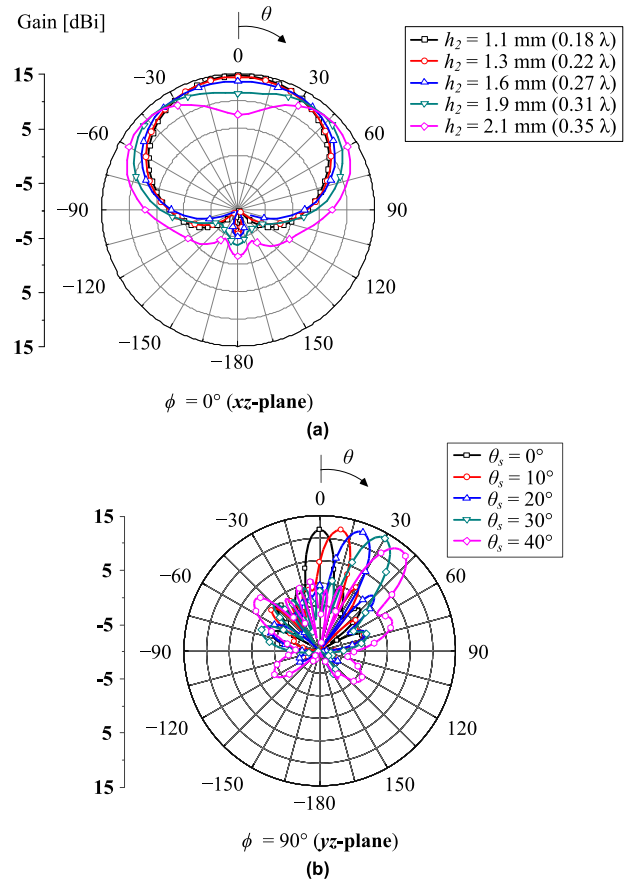 Gain [dBi]
θ
0
−30
30
−60
60
−90
90
−120
120
−150
150
−180
15
5
-5
-5
5
15
h2 = 1.1 mm (0.18 λ)
h2 = 1.3 mm (0.22 λ)
h2 = 1.6 mm (0.27 λ)
h2 = 1.9 mm (0.31 λ)
h2 = 2.1 mm (0.35 λ)
ϕ = 0° (xz-plane)
(a)
θ
0
−30
30
−60
60
−90
90
−120
120
−150
150
−180
15
5
-5
-5
5
15
θs = 0°
θs = 10°
θs = 20°
θs = 30°
θs = 40°
ϕ = 90° (yz-plane)
(b)